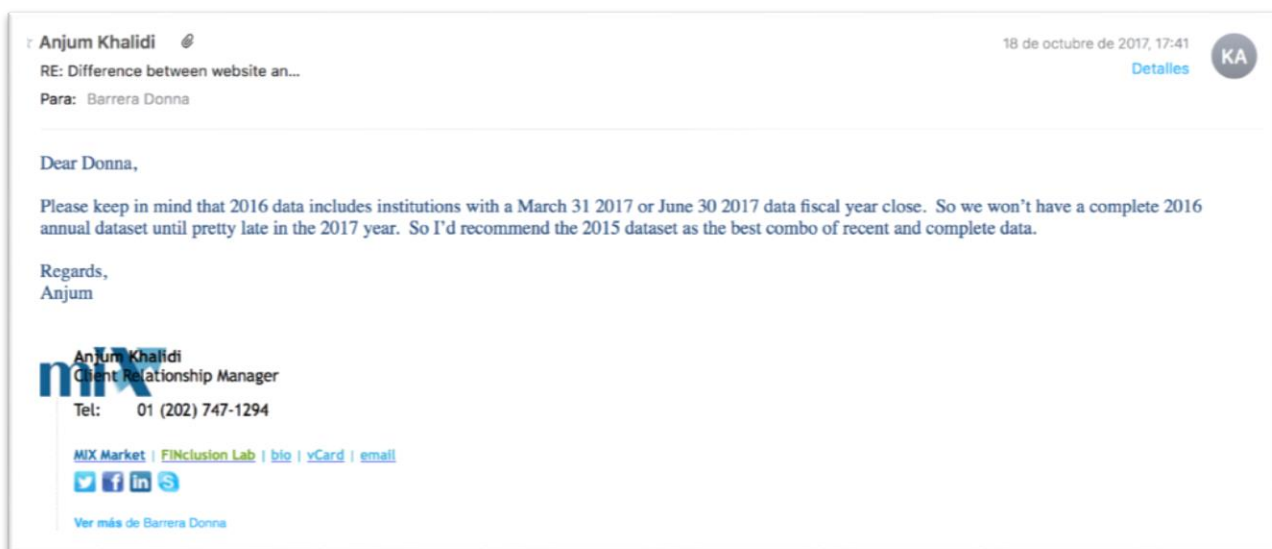 Anjum Khalidi
18 de octubre de 2017, 17:41
KA
RE: Difference between website an...
Detalles
Para: Barrera Donna
Dear Donna,
Please keep in mind that 2016 data includes institutions with a March 31 2017 or June 30 2017 data fiscal year close. So we won't have a complete 2016
annual dataset until pretty late in the 2017 year. So I'd recommend the 2015 dataset as the best combo of recent and complete data.
Regards,
Anjum
mix
Anjum Khalidi
Client Relationship Manager
Tel: 01 (202) 747-1294
MIX Market | FINclusion Lab | bio | vCard | email
Ver más de Barrera Donna